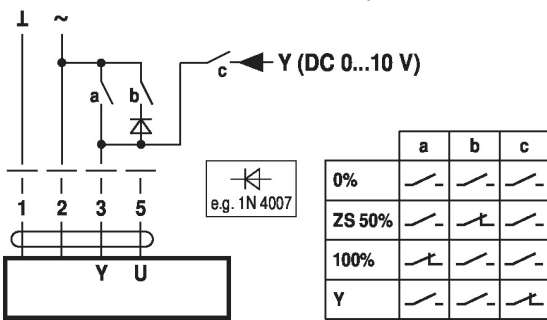 ⊥ ~
a b c Y (DC 0...10 V)
1 2 3 5
Y U
e.g. 1N 4007
a b c
0%
ZS 50%
100%
Y